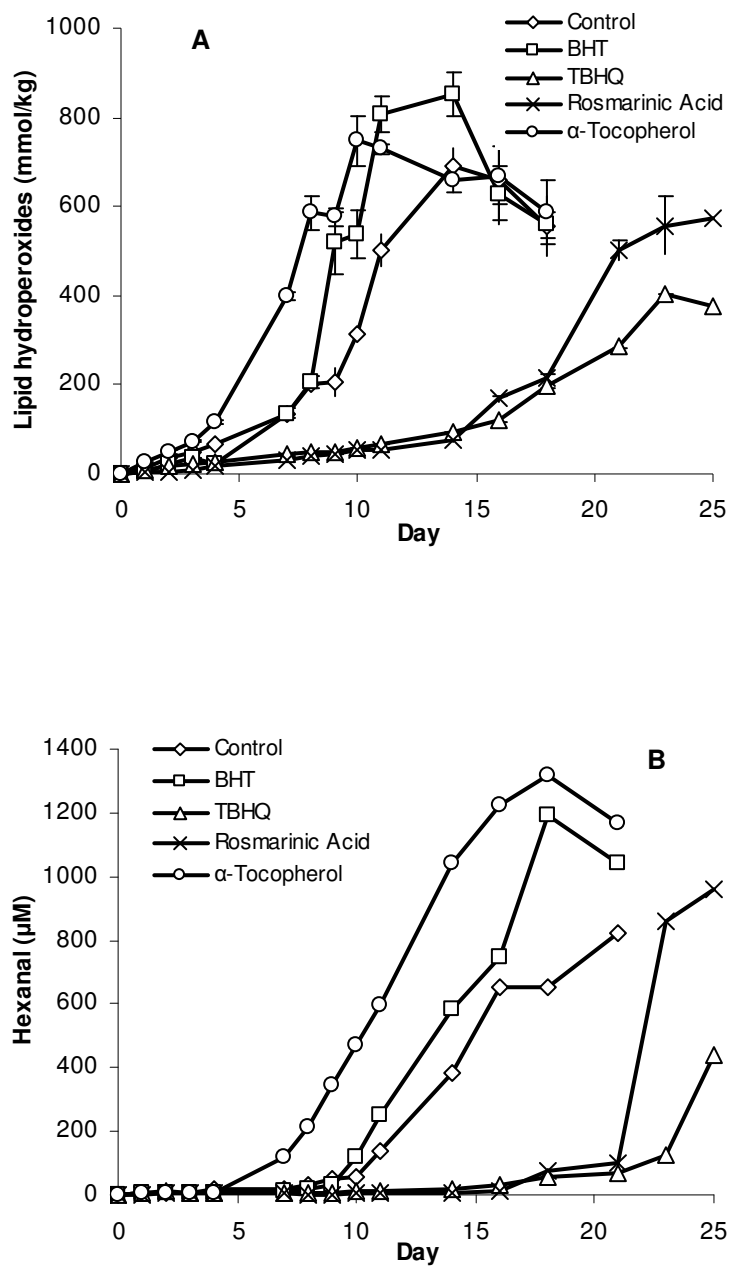 1000
A
Control
BHT
TBHQ
Rosmarinic Acid
α-Tocopherol
800
600
400
200
0
Lipid hydroperoxides (mmol/kg)
0 5 10 15 20 25
Day
1400
Control
B
BHT
TBHQ
Rosmarinic Acid
α-Tocopherol
1200
1000
800
600
400
200
0
Hexanal (µM)
0 5 10 15 20 25
Day